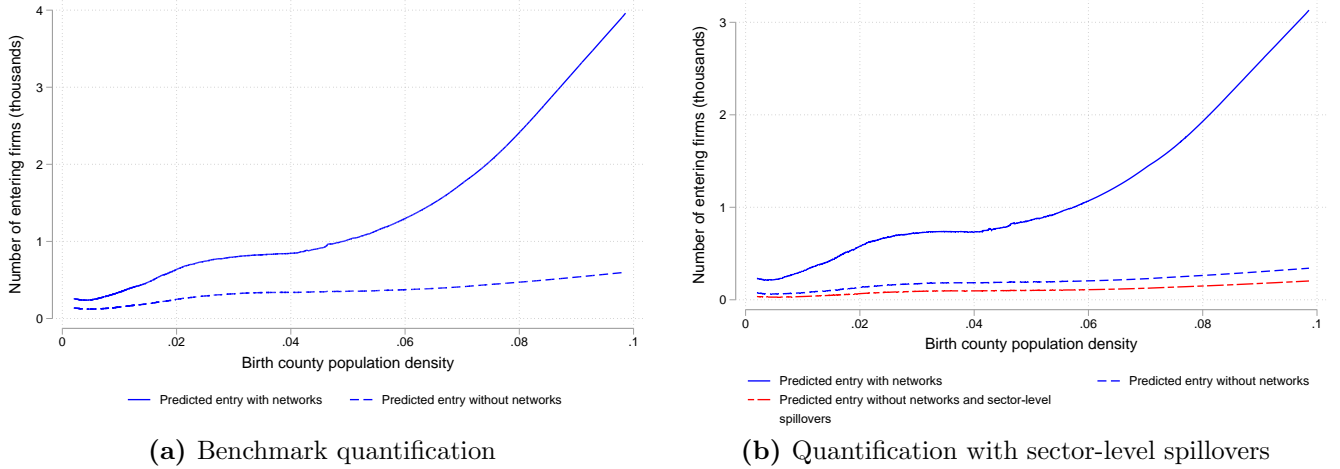 4
3
2
1
0
Number of entering firms (thousands)
0
.02
.04
.06
.08
.1
Birth county population density
Predicted entry with networks
Predicted entry without networks
(a) Benchmark quantification
3
2
1
0
Number of entering firms (thousands)
0
.02
.04
.06
.08
.1
Birth county population density
Predicted entry with networks
Predicted entry without networks
Predicted entry without networks and sector-level
spillovers
(b) Quantification with sector-level spillovers